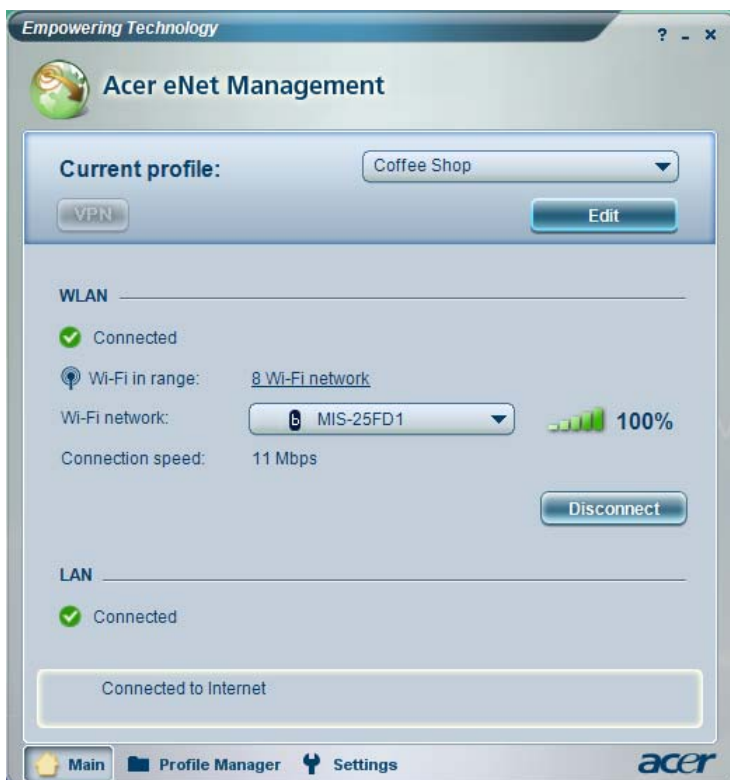 Empowering Technology
? - x
Acer eNet Management
Current profile:
Coffee Shop
VPN
Edit
WLAN
Connected
Wi-Fi in range:
8 Wi-Fi network
Wi-Fi network:
b MIS-25FD1
100%
Connection speed:
11 Mbps
Disconnect
LAN
Connected
Connected to Internet
Main
Profile Manager
Settings
acer